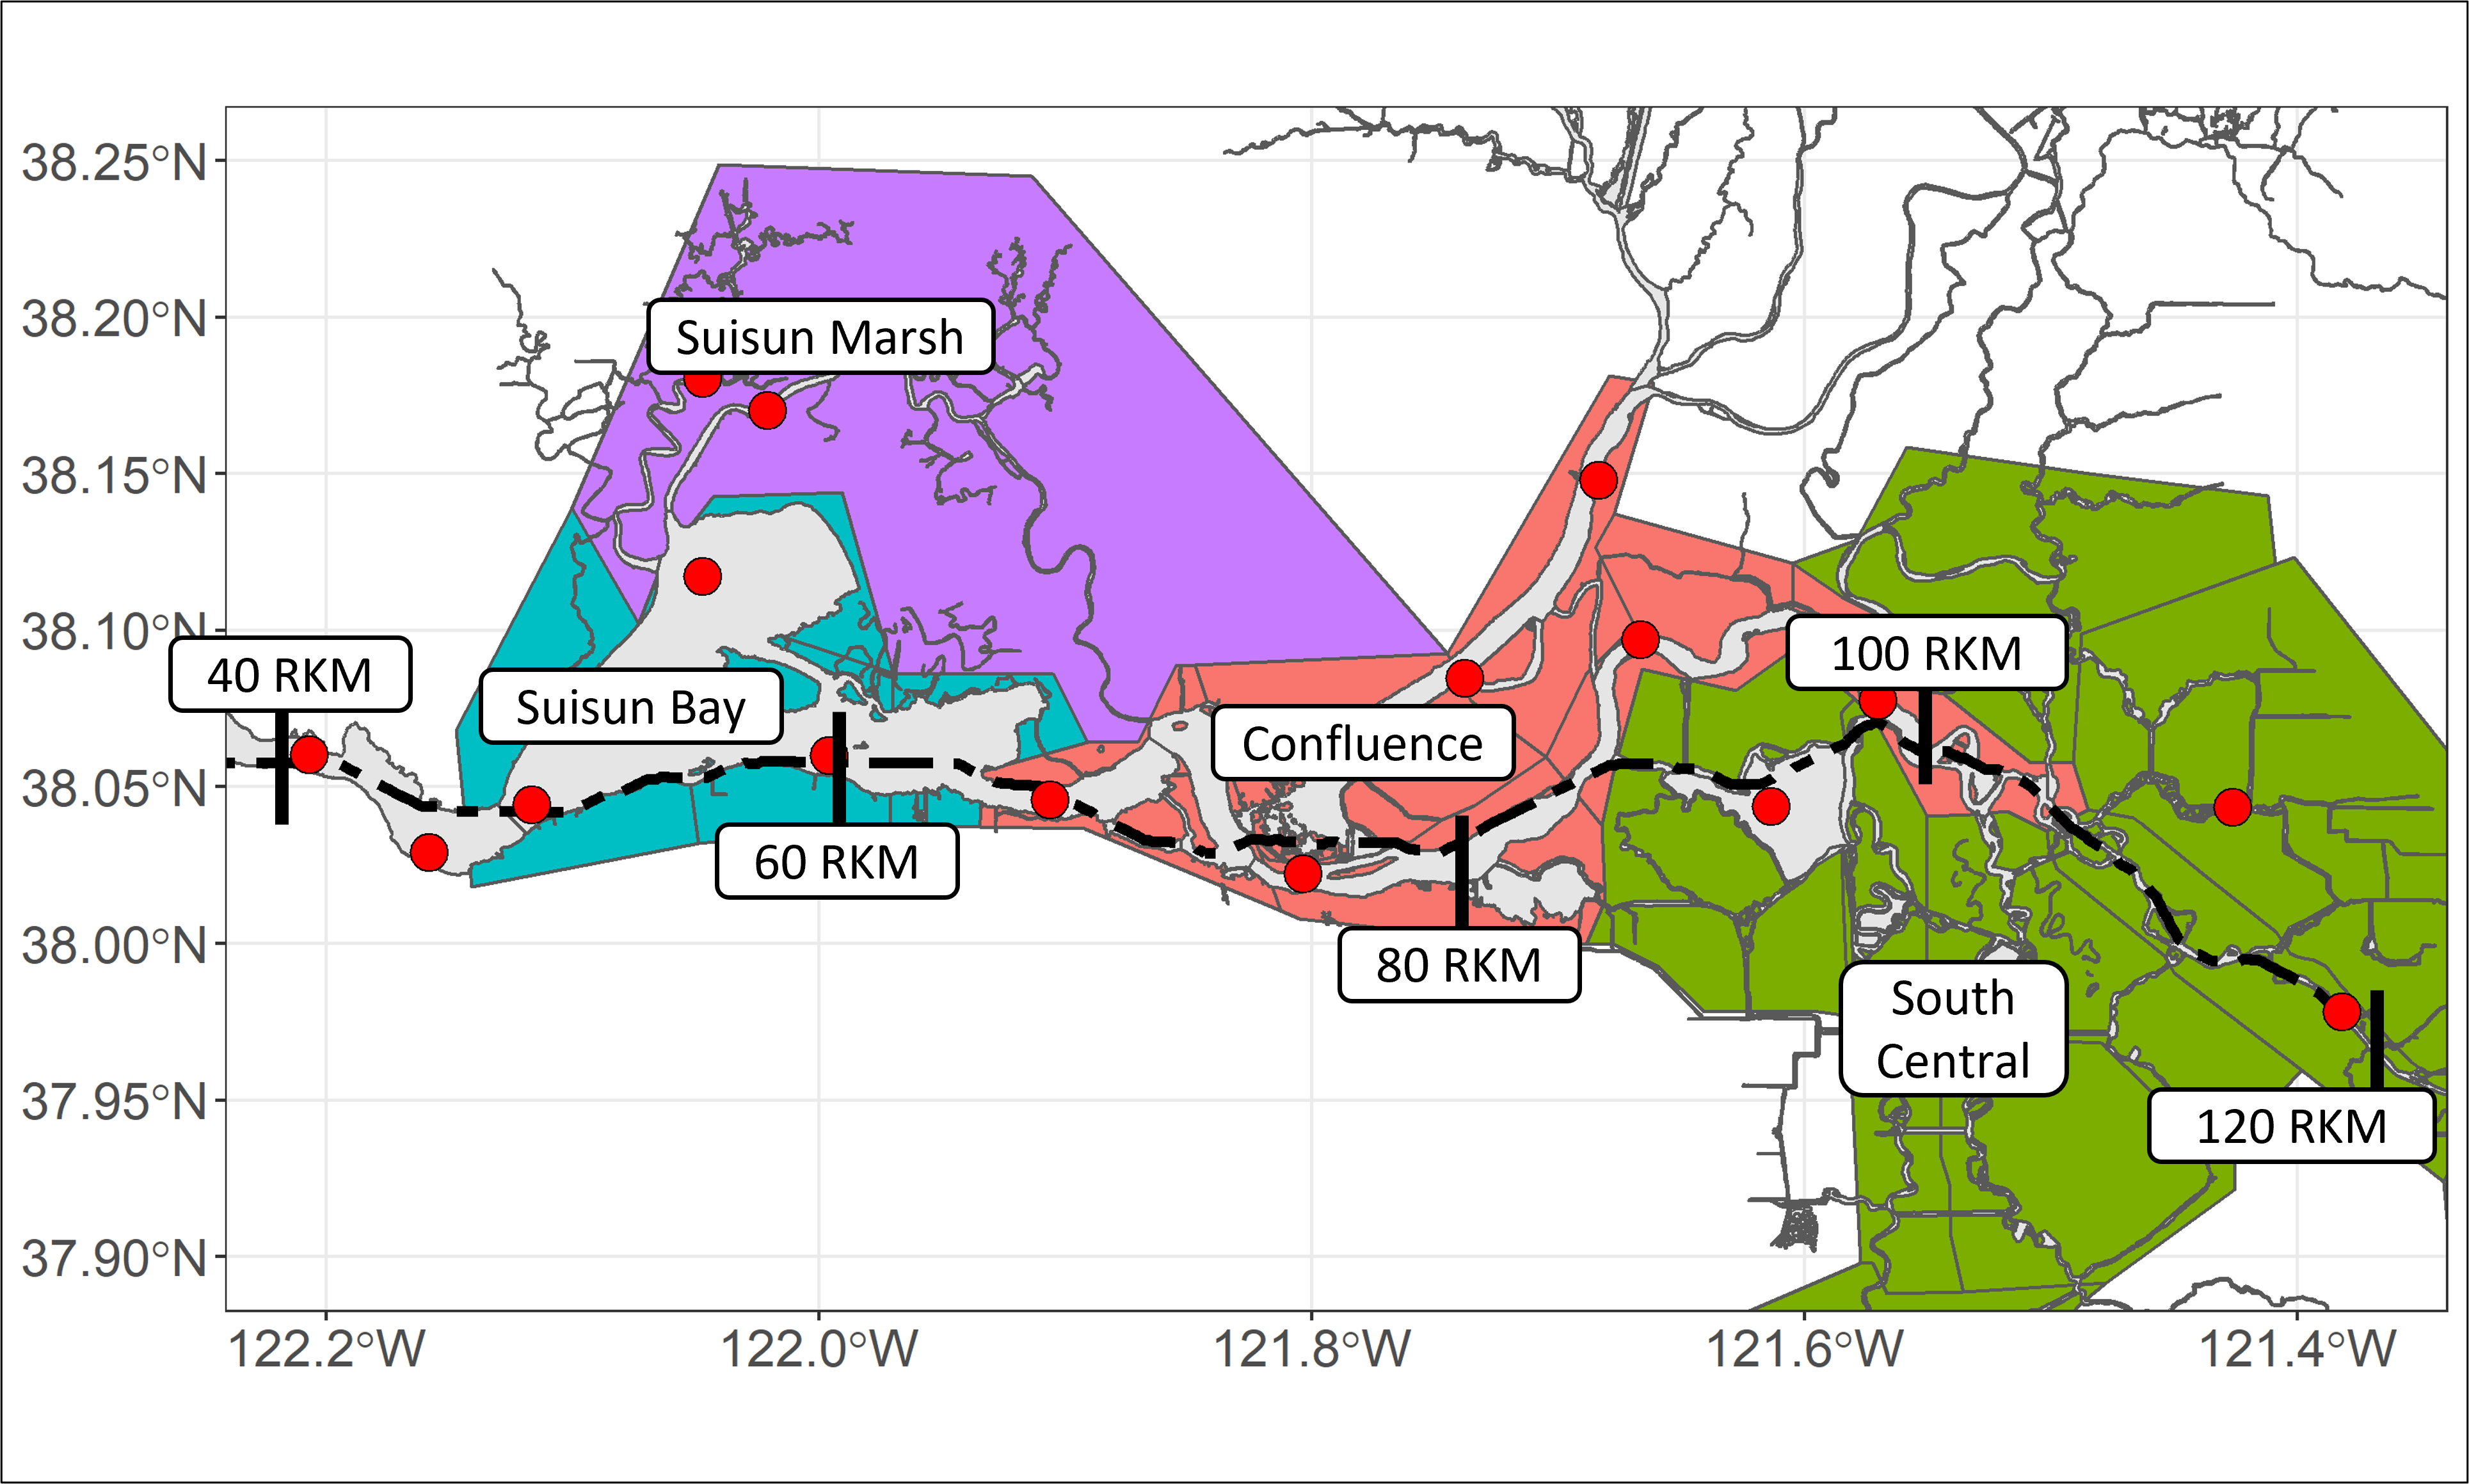 38.25°N
38.20°N
38.15°N
38.10°N
38.05°N
38.00°N
37.95°N
37.90°N
Suisun Marsh
40 RKM
Suisun Bay
60 RKM
Confluence
80 RKM
100 RKM
South
Central
120 RKM
122.2°W
122.0°W
121.8°W
121.6°W
121.4°W